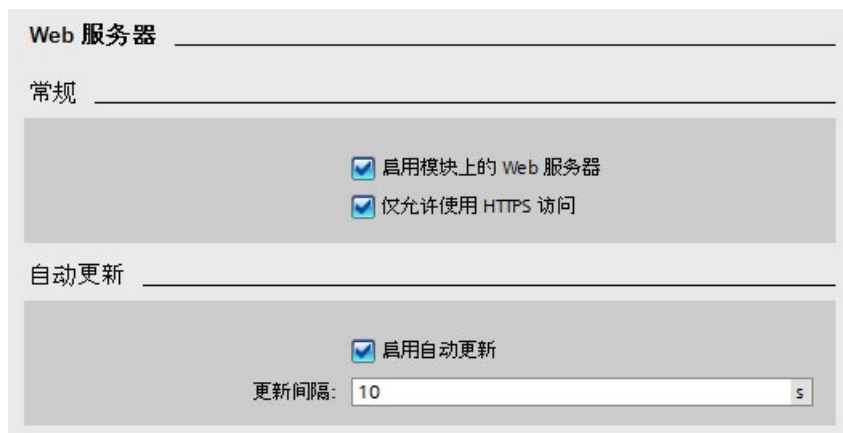 Web 服务器
常规
启用模块上的 Web 服务器
仅允许使用 HTTPS 访问
自动更新
启用自动更新
更新间隔: 10 s